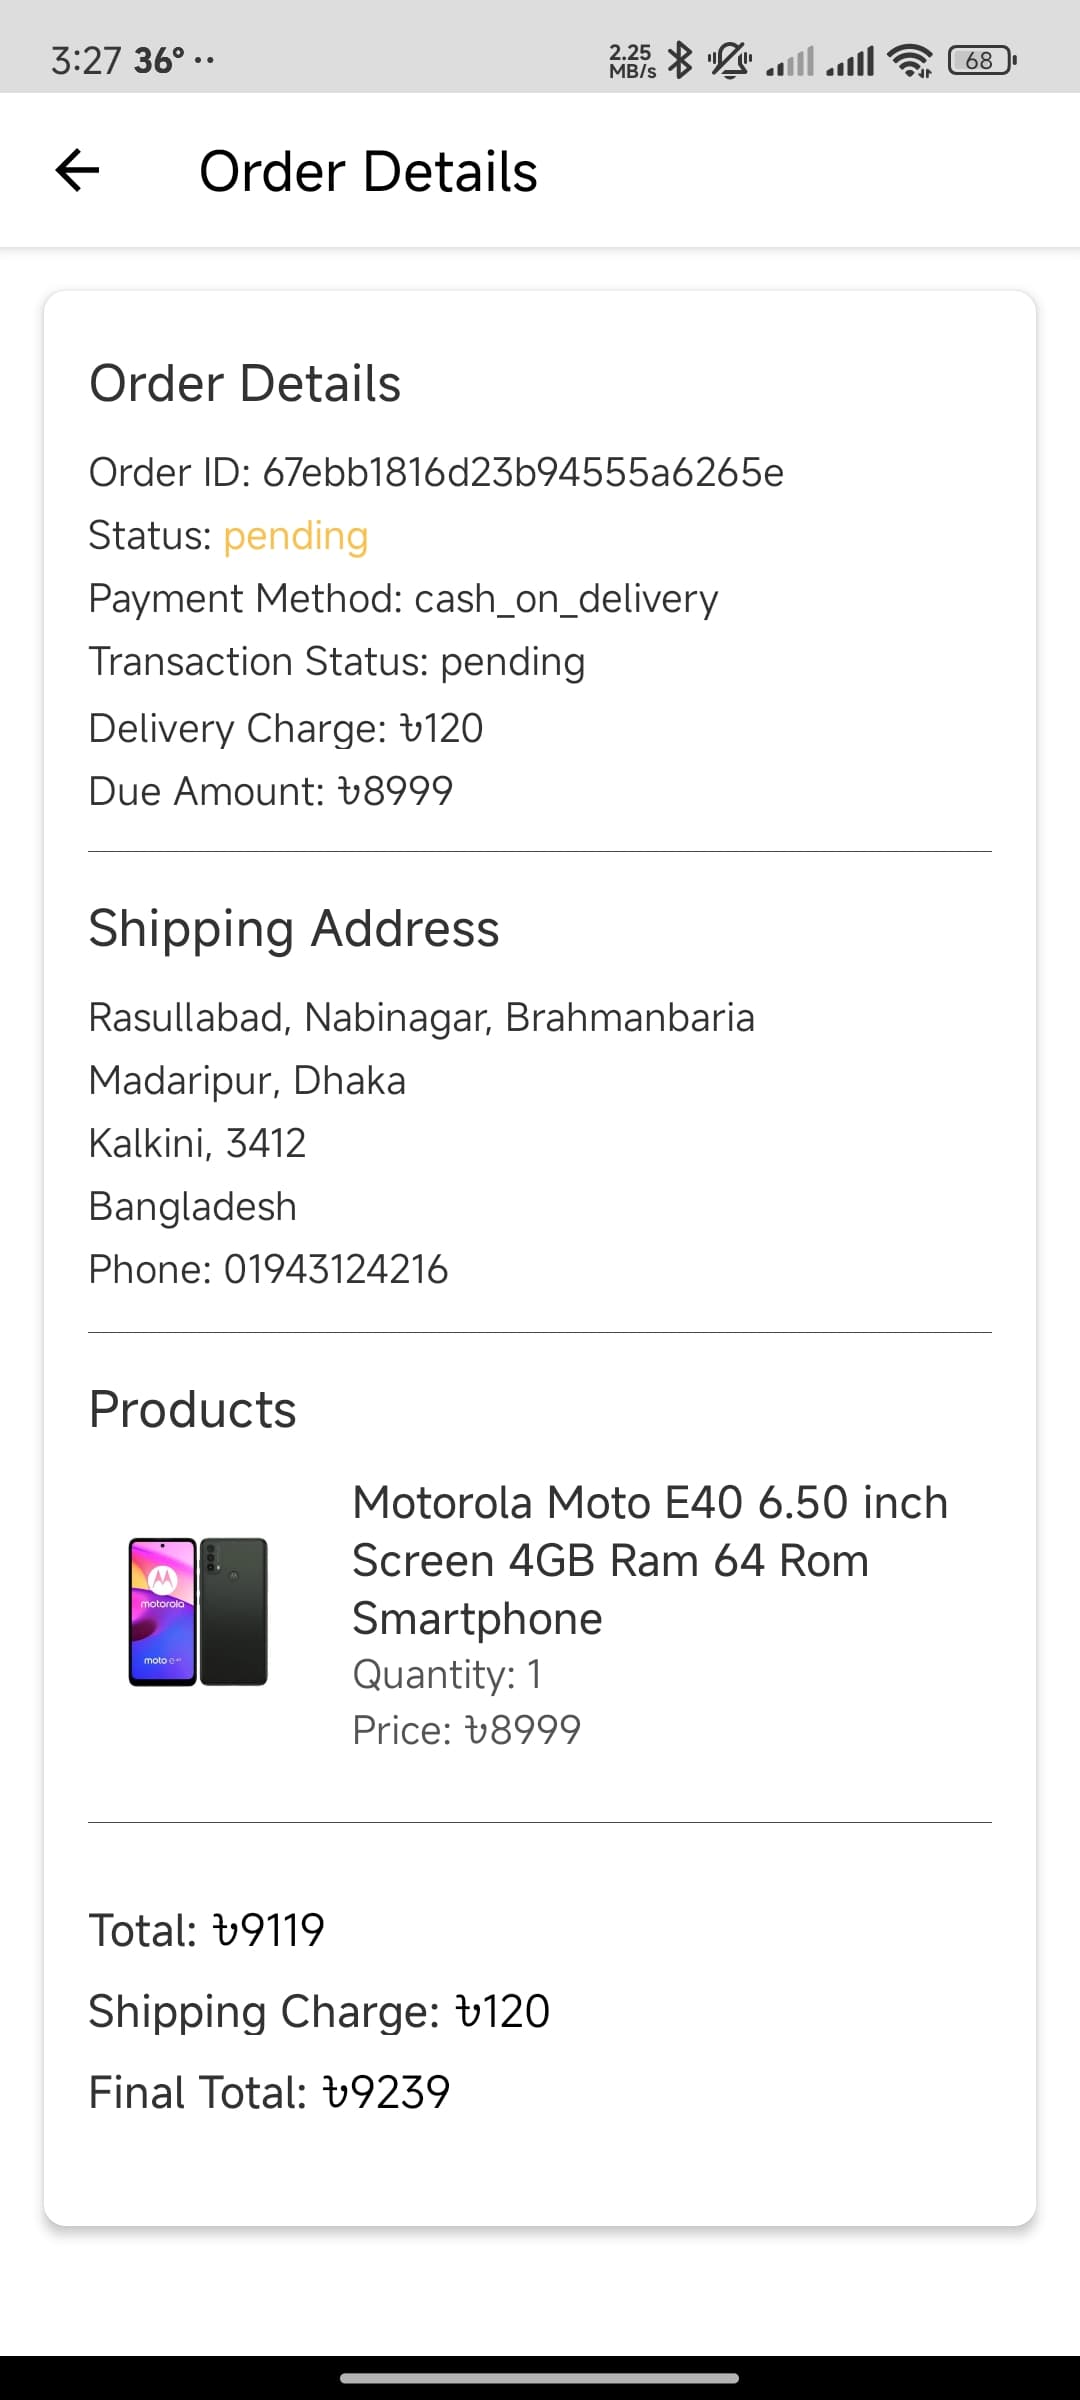 3:27 36° ··
2.25
MB/s
68
Order Details
Order Details
Order ID: 67ebb1816d23b94555a6265e
Status: pending
Payment Method: cash_on_delivery
Transaction Status: pending
Delivery Charge: ৳120
Due Amount: ৳8999
Shipping Address
Rasullabad, Nabinagar, Brahmanbaria
Madaripur, Dhaka
Kalkini, 3412
Bangladesh
Phone: 01943124216
Products
motorola
moto
Motorola Moto E40 6.50 inch
Screen 4GB Ram 64 Rom
Smartphone
Quantity: 1
Price: ৳8999
Total: ৳9119
Shipping Charge: ৳120
Final Total: ৳9239